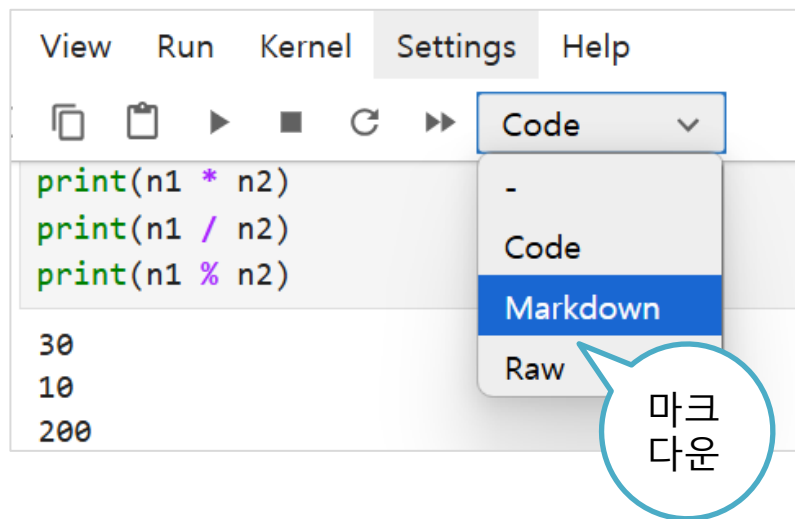 View Run Kernel Settings Help
Code
print(n1 * n2)
print(n1 / n2)
print(n1 % n2)
-
Code
Markdown
Raw
30
10
200
마크
다운